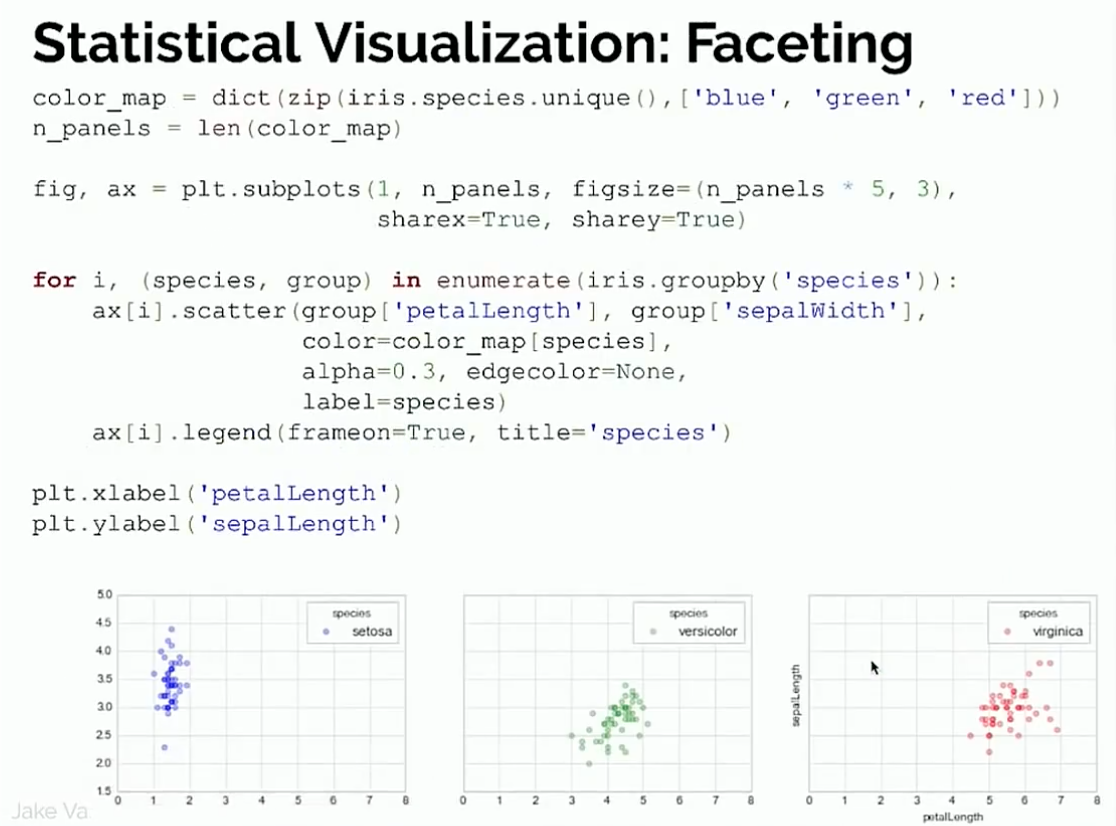 Statistical Visualization: Faceting
color_map = dict(zip(iris.species.unique(),['blue', 'green', 'red']))
n_panels = len(color_map)
fig, ax = plt.subplots(1, n_panels, figsize=(n_panels * 5, 3),
sharex=True, sharey=True)
for i, (species, group) in enumerate(iris.groupby('species')):
ax[i].scatter(group['petalLength'], group['sepalWidth'],
color=color_map[species],
alpha=0.3, edgecolor=None,
label=species)
ax[i].legend(frameon=True, title='species')
plt.xlabel('petalLength')
plt.ylabel('sepalLength')
5.0
4.5
4.0
3.5
3.0
2.5
2.0
1.5
species
setosa
0 1 2 3 4 5 6 7 8
species
versicolor
0 1 2 3 4 5 6 7 8
sepalLength
species
virginica
0 1 2 3 4 5 6 7 8
petalLength
Jake Va